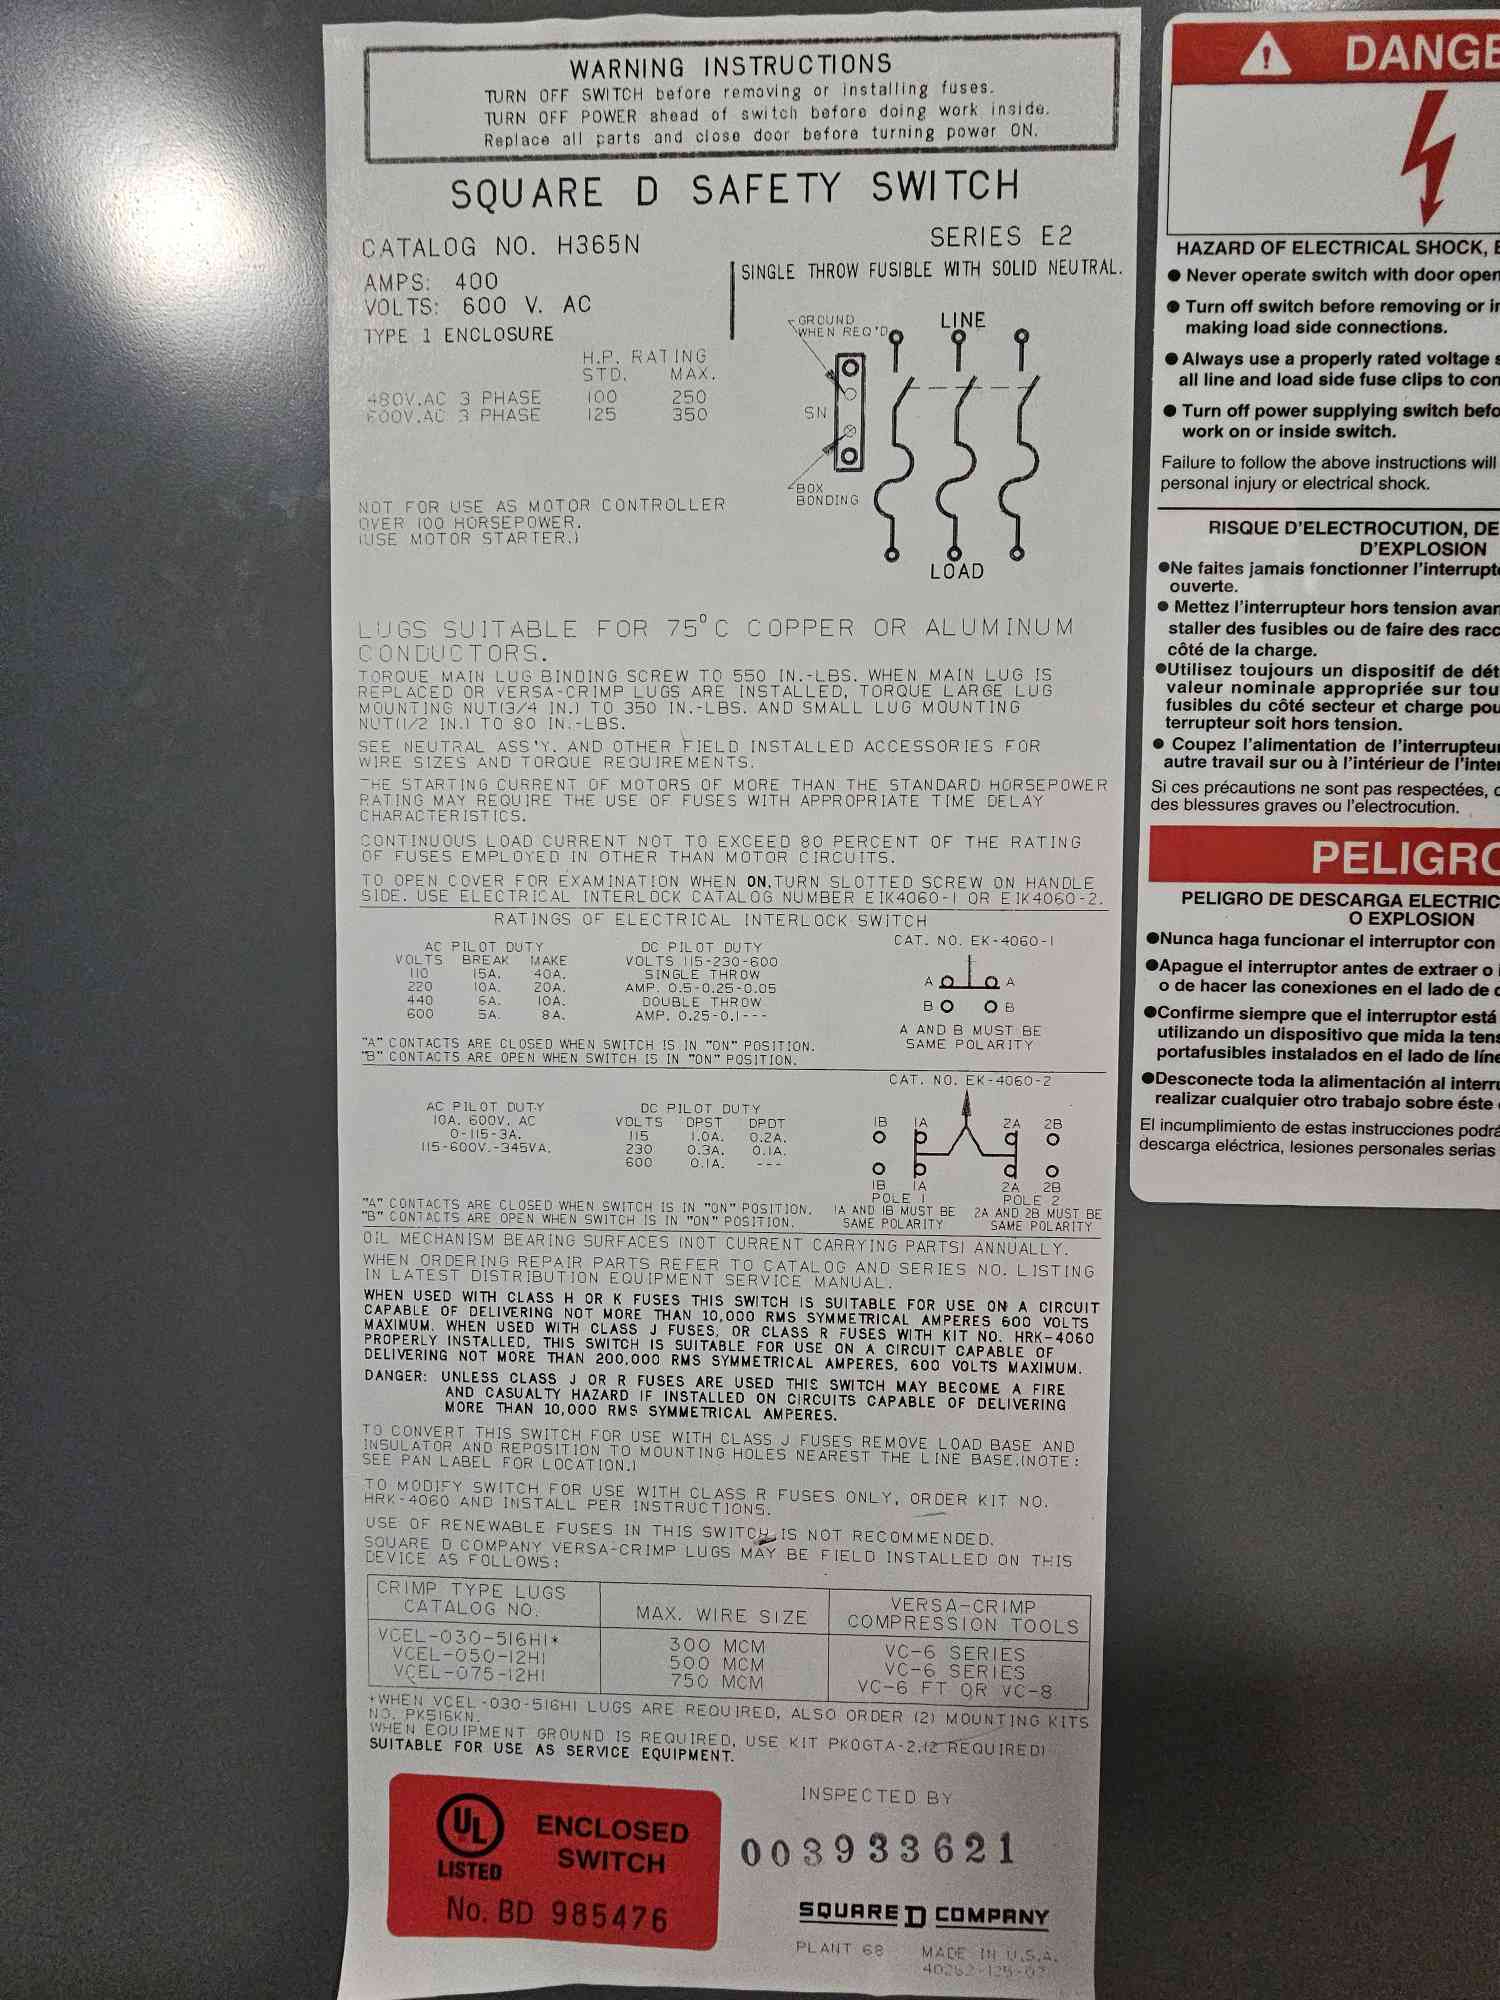 WARNING INSTRUCTIONS
TURN OFF SWITCH before removing or installing fuses.
TURN OFF POWER ahead of switch before doing work inside.
Replace all parts and close door before turning power ON.
SQUARE D SAFETY SWITCH
CATALOG NO. H365N
SERIES E2
AMPS: 400
VOLTS: 600 V. AC
TYPE 1 ENCLOSURE
SINGLE THROW FUSIBLE WITH SOLID NEUTRAL.
H.P. RATING
STD. MAX.
480V.AC 3 PHASE 100 250
600V.AC 3 PHASE 125 350
GROUND
WHEN REQ'D
LINE
SN
BOX
BONDING
LOAD
NOT FOR USE AS MOTOR CONTROLLER
OVER 100 HORSEPOWER.
(USE MOTOR STARTER.)
LUGS SUITABLE FOR 75°C COPPER OR ALUMINUM
CONDUCTORS.
TORQUE MAIN LUG BINDING SCREW TO 550 IN.-LBS. WHEN MAIN LUG IS
REPLACED OR VERSA-CRIMP LUGS ARE INSTALLED, TORQUE LARGE LUG
MOUNTING NUT(3/4 IN.) TO 350 IN.-LBS. AND SMALL LUG MOUNTING
NUT(1/2 IN.) TO 80 IN.-LBS.
SEE NEUTRAL ASS'Y. AND OTHER FIELD INSTALLED ACCESSORIES FOR
WIRE SIZES AND TORQUE REQUIREMENTS.
THE STARTING CURRENT OF MOTORS OF MORE THAN THE STANDARD HORSEPOWER
RATING MAY REQUIRE THE USE OF FUSES WITH APPROPRIATE TIME DELAY
CHARACTERISTICS.
CONTINUOUS LOAD CURRENT NOT TO EXCEED 80 PERCENT OF THE RATING
OF FUSES EMPLOYED IN OTHER THAN MOTOR CIRCUITS.
TO OPEN COVER FOR EXAMINATION WHEN ON,TURN SLOTTED SCREW ON HANDLE
SIDE. USE ELECTRICAL INTERLOCK CATALOG NUMBER EIK4060-1 OR EIK4060-2.
RATINGS OF ELECTRICAL INTERLOCK SWITCH
AC PILOT DUTY
VOLTS BREAK MAKE
110 15A. 40A.
220 10A. 20A.
440 6A. 10A.
600 5A. 8A.
DC PILOT DUTY
VOLTS 115-230-600
SINGLE THROW
AMP. 0.5-0.25-0.05
DOUBLE THROW
AMP. 0.25-0.1---
CAT. NO. EK-4060-1
A A
B B
A AND B MUST BE
SAME POLARITY
"A" CONTACTS ARE CLOSED WHEN SWITCH IS IN "ON" POSITION.
"B" CONTACTS ARE OPEN WHEN SWITCH IS IN "ON" POSITION.
CAT. NO. EK-4060-2
AC PILOT DUTY
10A. 600V. AC
0-115-3A.
115-600V.-345VA.
DC PILOT DUTY
VOLTS DPST DPDT
115 1.0A. 0.2A.
230 0.3A. 0.1A.
600 0.1A. ---
1B 1A 2A 2B
1B 1A 2A 2B
POLE 1 POLE 2
1A AND 1B MUST BE 2A AND 2B MUST BE
SAME POLARITY SAME POLARITY
"A" CONTACTS ARE CLOSED WHEN SWITCH IS IN "ON" POSITION.
"B" CONTACTS ARE OPEN WHEN SWITCH IS IN "ON" POSITION.
OIL MECHANISM BEARING SURFACES (NOT CURRENT CARRYING PARTS) ANNUALLY.
WHEN ORDERING REPAIR PARTS REFER TO CATALOG AND SERIES NO. LISTING
IN LATEST DISTRIBUTION EQUIPMENT SERVICE MANUAL.
WHEN USED WITH CLASS H OR K FUSES THIS SWITCH IS SUITABLE FOR USE ON A CIRCUIT
CAPABLE OF DELIVERING NOT MORE THAN 10,000 RMS SYMMETRICAL AMPERES 600 VOLTS
MAXIMUM. WHEN USED WITH CLASS J FUSES, OR CLASS R FUSES WITH KIT NO. HRK-4060
PROPERLY INSTALLED, THIS SWITCH IS SUITABLE FOR USE ON A CIRCUIT CAPABLE OF
DELIVERING NOT MORE THAN 200,000 RMS SYMMETRICAL AMPERES, 600 VOLTS MAXIMUM.
DANGER: UNLESS CLASS J OR R FUSES ARE USED THIS SWITCH MAY BECOME A FIRE
AND CASUALTY HAZARD IF INSTALLED ON CIRCUITS CAPABLE OF DELIVERING
MORE THAN 10,000 RMS SYMMETRICAL AMPERES.
TO CONVERT THIS SWITCH FOR USE WITH CLASS J FUSES REMOVE LOAD BASE AND
INSULATOR AND REPOSITION TO MOUNTING HOLES NEAREST THE LINE BASE.(NOTE:
SEE PAN LABEL FOR LOCATION.)
TO MODIFY SWITCH FOR USE WITH CLASS R FUSES ONLY, ORDER KIT NO.
HRK-4060 AND INSTALL PER INSTRUCTIONS.
USE OF RENEWABLE FUSES IN THIS SWITCH IS NOT RECOMMENDED.
SQUARE D COMPANY VERSA-CRIMP LUGS MAY BE FIELD INSTALLED ON THIS
DEVICE AS FOLLOWS:
CRIMP TYPE LUGS
CATALOG NO.
MAX. WIRE SIZE
VERSA-CRIMP
COMPRESSION TOOLS
VCEL-030-516H1* 300 MCM VC-6 SERIES
VCEL-050-12H1 500 MCM VC-6 SERIES
VCEL-075-12H1 750 MCM VC-6 FT OR VC-8
*WHEN VCEL-030-516H1 LUGS ARE REQUIRED, ALSO ORDER (2) MOUNTING KITS
NO. PK516KN.
WHEN EQUIPMENT GROUND IS REQUIRED, USE KIT PKOGTA-2.(2 REQUIRED)
SUITABLE FOR USE AS SERVICE EQUIPMENT.
UL
LISTED
ENCLOSED
SWITCH
No. BD 985476
INSPECTED BY
003933621
SQUARE D COMPANY
PLANT 68 MADE IN U.S.A.
DANGE
HAZARD OF ELECTRICAL SHOCK,
● Never operate switch with door open
● Turn off switch before removing or
making load side connections.
● Always use a properly rated voltage
all line and load side fuse clips to
● Turn off power supplying switch
work on or inside switch.
Failure to follow the above instructions will
personal injury or electrical shock.
RISQUE D'ELECTROCUTION, DE
D'EXPLOSION
●Ne faites jamais fonctionner l'interrupt
ouverte.
● Mettez l'interrupteur hors tension
staller des fusibles ou de faire des
côté de la charge.
●Utilisez toujours un dispositif de
valeur nominale appropriée sur
fusibles du côté secteur et charge
terrupteur soit hors tension.
● Coupez l'alimentation de l'interrupteur
autre travail sur ou à l'intérieur de
Si ces précautions ne sont pas respectées,
des blessures graves ou l'electrocution.
PELIGRO
PELIGRO DE DESCARGA ELECTRIC
O EXPLOSION
●Nunca haga funcionar el interruptor con
●Apague el interruptor antes de extraer o
o de hacer las conexiones en el lado de
●Confirme siempre que el interruptor está
utilizando un dispositivo que mida la
portafusibles instalados en el lado de
●Desconecte toda la alimentación al
realizar cualquier otro trabajo sobre éste
El incumplimiento de estas instrucciones
descarga eléctrica, lesiones personales serias